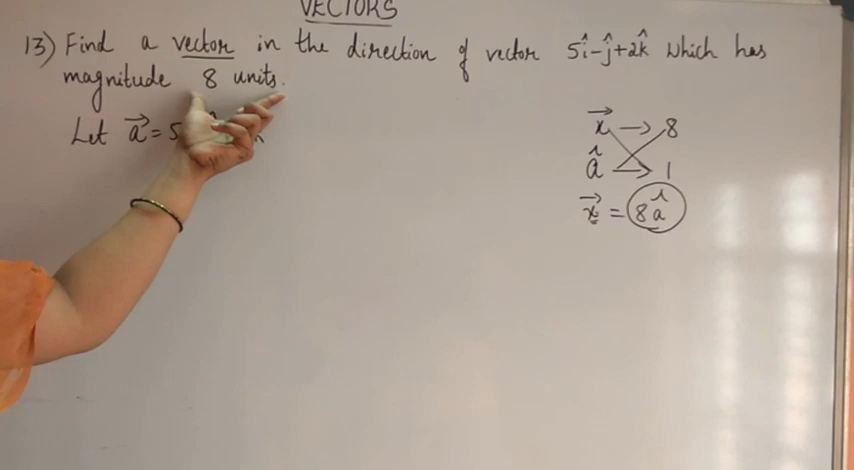 VECTORS
13) Find a vector in the direction of vector 5î-ĵ+2k̂ which has
magnitude 8 units.
Let a⃗ = 5
x⃗ → 8
â → 1
x⃗ = 8â